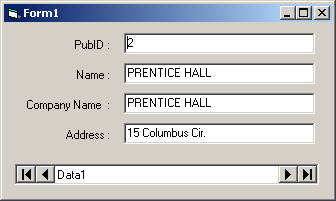 Form1
PubID : 2
Name : PRENTICE HALL
Company Name : PRENTICE HALL
Address : 15 Columbus Cir.
Data1